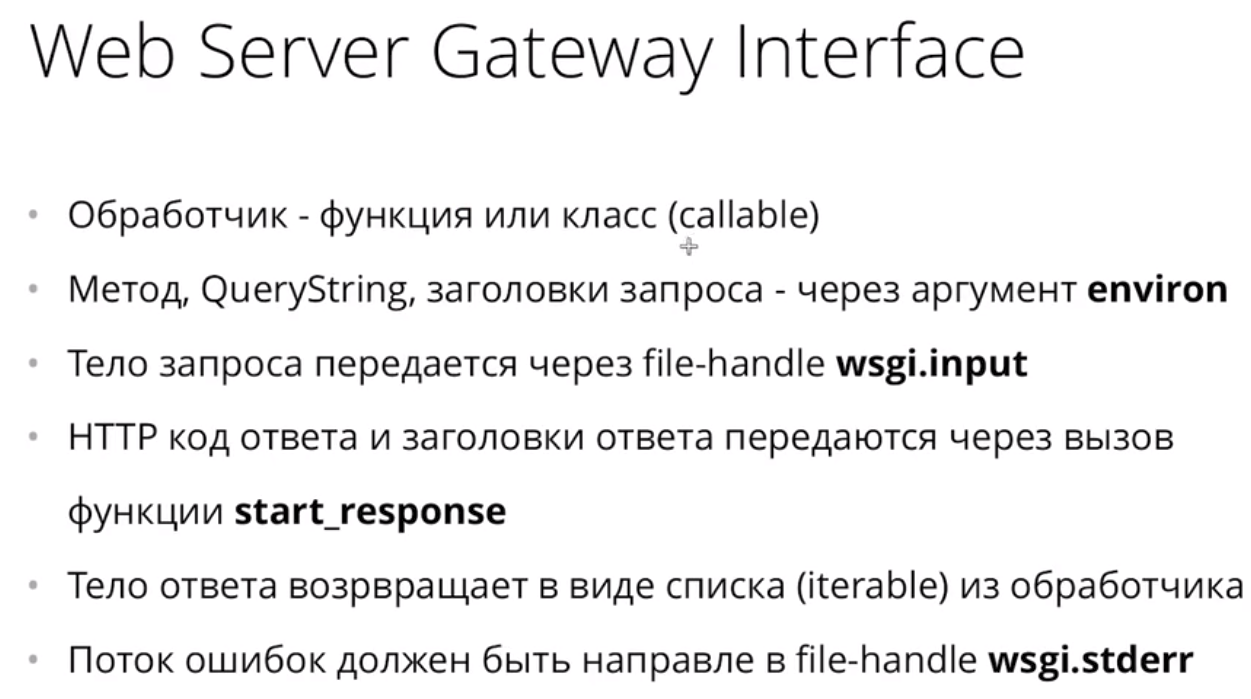 Web Server Gateway Interface
• Обработчик - функция или класс (callable)
• Метод, QueryString, заголовки запроса - через аргумент environ
• Тело запроса передается через file-handle wsgi.input
• HTTP код ответа и заголовки ответа передаются через вызов
функции start_response
• Тело ответа возрвращает в виде списка (iterable) из обработчика
• Поток ошибок должен быть направле в file-handle wsgi.stderr